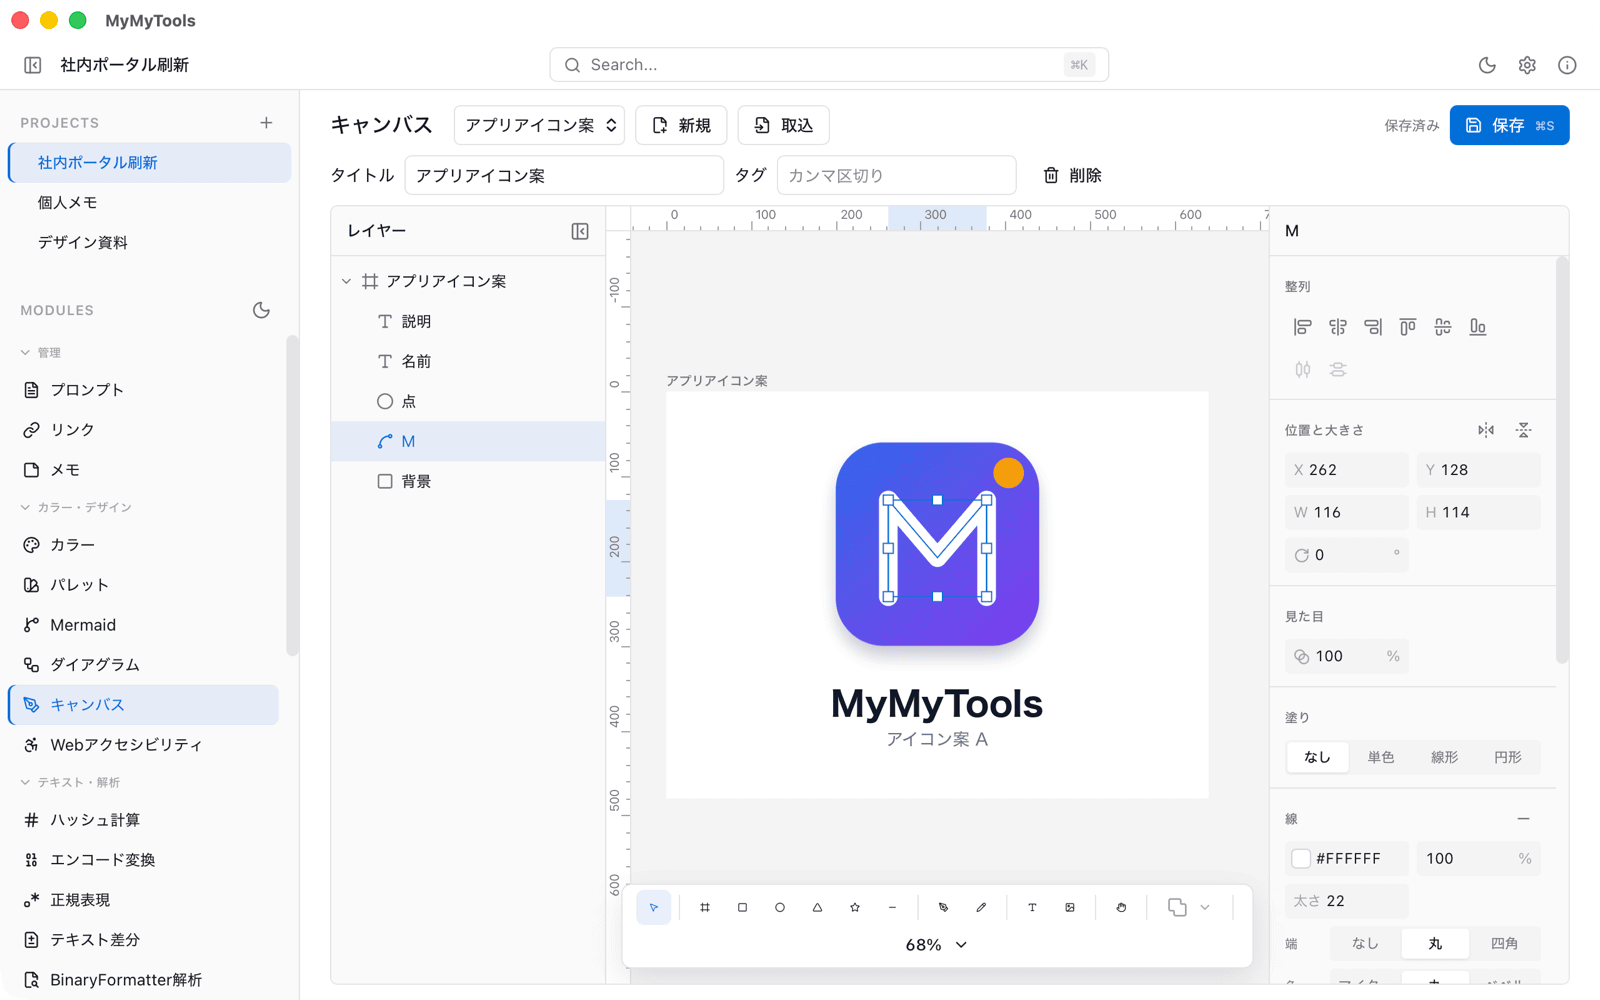 MyMyTools
社内ポータル刷新
Search...
⌘K
PROJECTS
社内ポータル刷新
個人メモ
デザイン資料
MODULES
管理
プロンプト
リンク
メモ
カラー・デザイン
カラー
パレット
Mermaid
ダイアグラム
キャンバス
Webアクセシビリティ
テキスト・解析
ハッシュ計算
エンコード変換
正規表現
テキスト差分
BinaryFormatter解析
キャンバス
アプリアイコン案
新規
取込
保存済み
保存 ⌘S
タイトル
アプリアイコン案
タグ
カンマ区切り
削除
レイヤー
アプリアイコン案
説明
名前
点
M
背景
0 100 200 300 400 500 600
-100
0
100
200
300
400
500
600
アプリアイコン案
M
MyMyTools
アイコン案 A
68%
M
整列
位置と大きさ
X 262
Y 128
W 116
H 114
0 °
見た目
100 %
塗り
なし 単色 線形 円形
線
#FFFFFF
100 %
太さ 22
端 なし 丸 四角